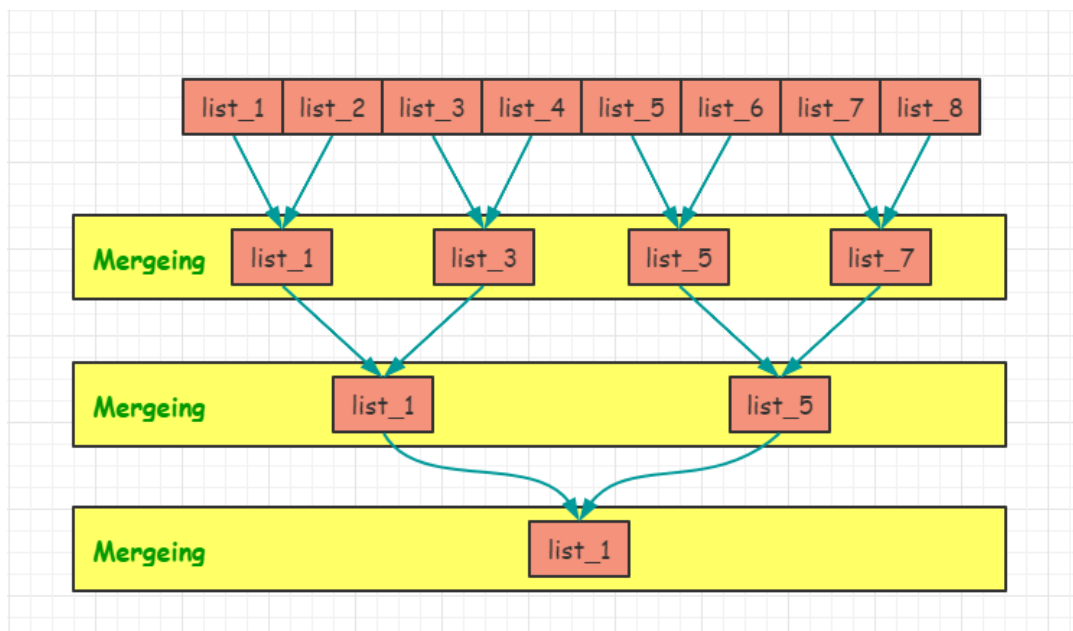 list_1 list_2 list_3 list_4 list_5 list_6 list_7 list_8
Mergeing list_1 list_3 list_5 list_7
Mergeing list_1 list_5
Mergeing list_1